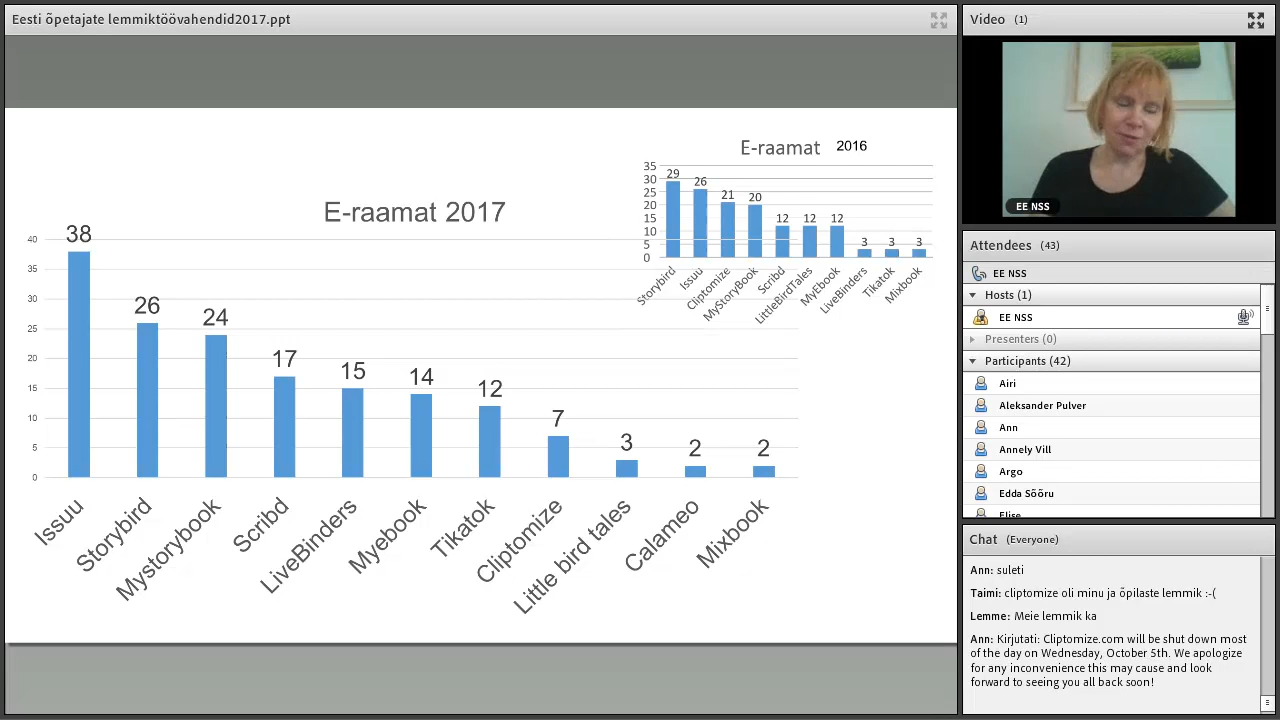 Eesti õpetajate lemmiktöövahendid2017.ppt
E-raamat 2017
40
35
30
25
20
15
10
5
0
38
26
24
17
15
14
12
7
3
2
2
Issuu
Storybird
Mystorybook
Scribd
LiveBinders
Myebook
Tikatok
Cliptomize
Little bird tales
Calameo
Mixbook
E-raamat 2016
35
30
25
20
15
10
5
0
29
26
21
20
12
12
12
3
3
3
Storybird
Issuu
Cliptomize
MyStoryBook
Scribd
LittleBirdTales
MyEbook
LiveBinders
Tikatok
Mixbook
Video (1)
EE NSS
Attendees (43)
EE NSS
Hosts (1)
EE NSS
Presenters (0)
Participants (42)
Airi
Aleksander Pulver
Ann
Annely Vill
Argo
Edda Sõõru
Elise
Chat (Everyone)
Ann: suleti
Taimi: cliptomize oli minu ja õpilaste lemmik :-(
Lemme: Meie lemmik ka
Ann: Kirjutati: Cliptomize.com will be shut down most
of the day on Wednesday, October 5th. We apologize
for any inconvenience this may cause and look
forward to seeing you all back soon!